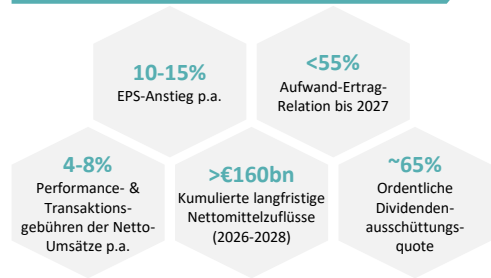 10-15%
EPS-Anstieg p.a.
<55%
Aufwand-Ertrag-
Relation bis 2027
4-8%
Performance- &
Transaktions-
gebühren der Netto-
Umsätze p.a.
>€160bn
Kumulierte langfristige
Nettomittelzuflüsse
(2026-2028)
~65%
Ordentliche
Dividenden-
ausschüttungs-
quote